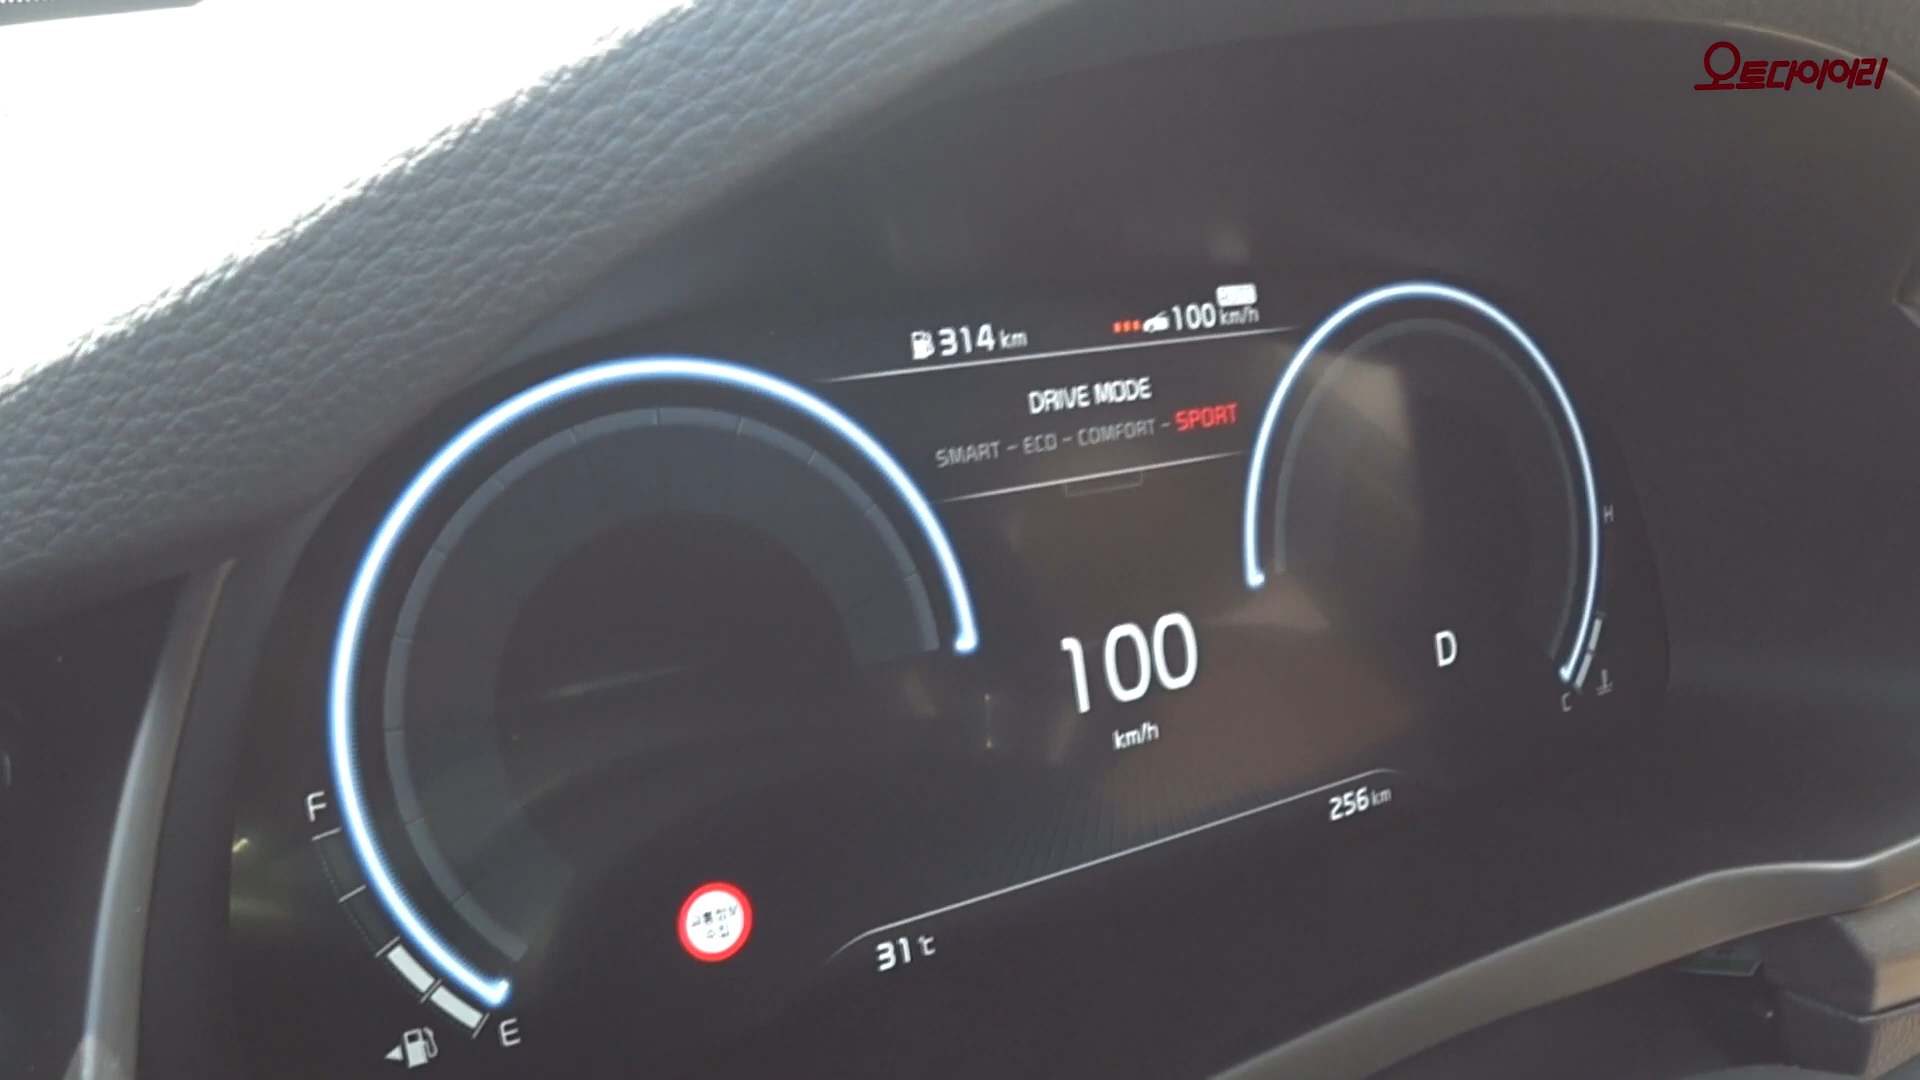 오토다이어리
314 km
100 km/h
DRIVE MODE
SMART - ECO - COMFORT - SPORT
H
100
km/h
D
C
F
256 km
31 ℃
E